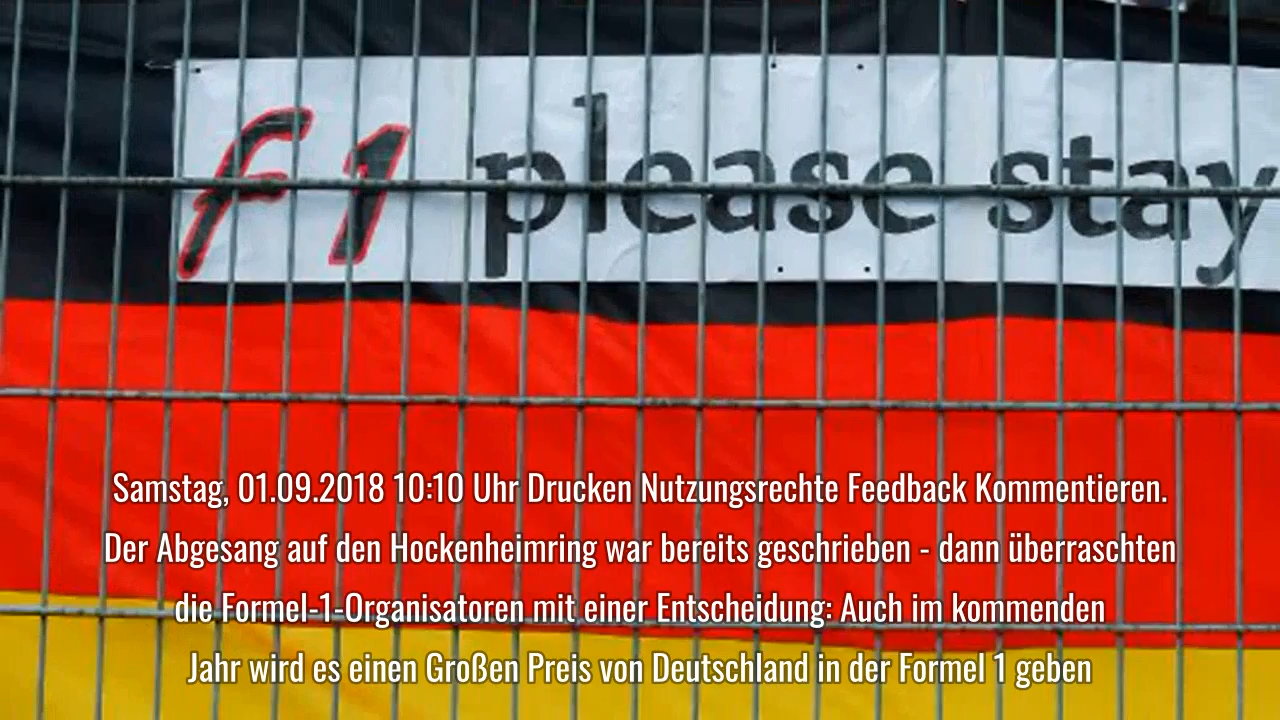 F1 please stay
Samstag, 01.09.2018 10:10 Uhr Drucken Nutzungsrechte Feedback Kommentieren.
Der Abgesang auf den Hockenheimring war bereits geschrieben - dann überraschten
die Formel-1-Organisatoren mit einer Entscheidung: Auch im kommenden
Jahr wird es einen Großen Preis von Deutschland in der Formel 1 geben